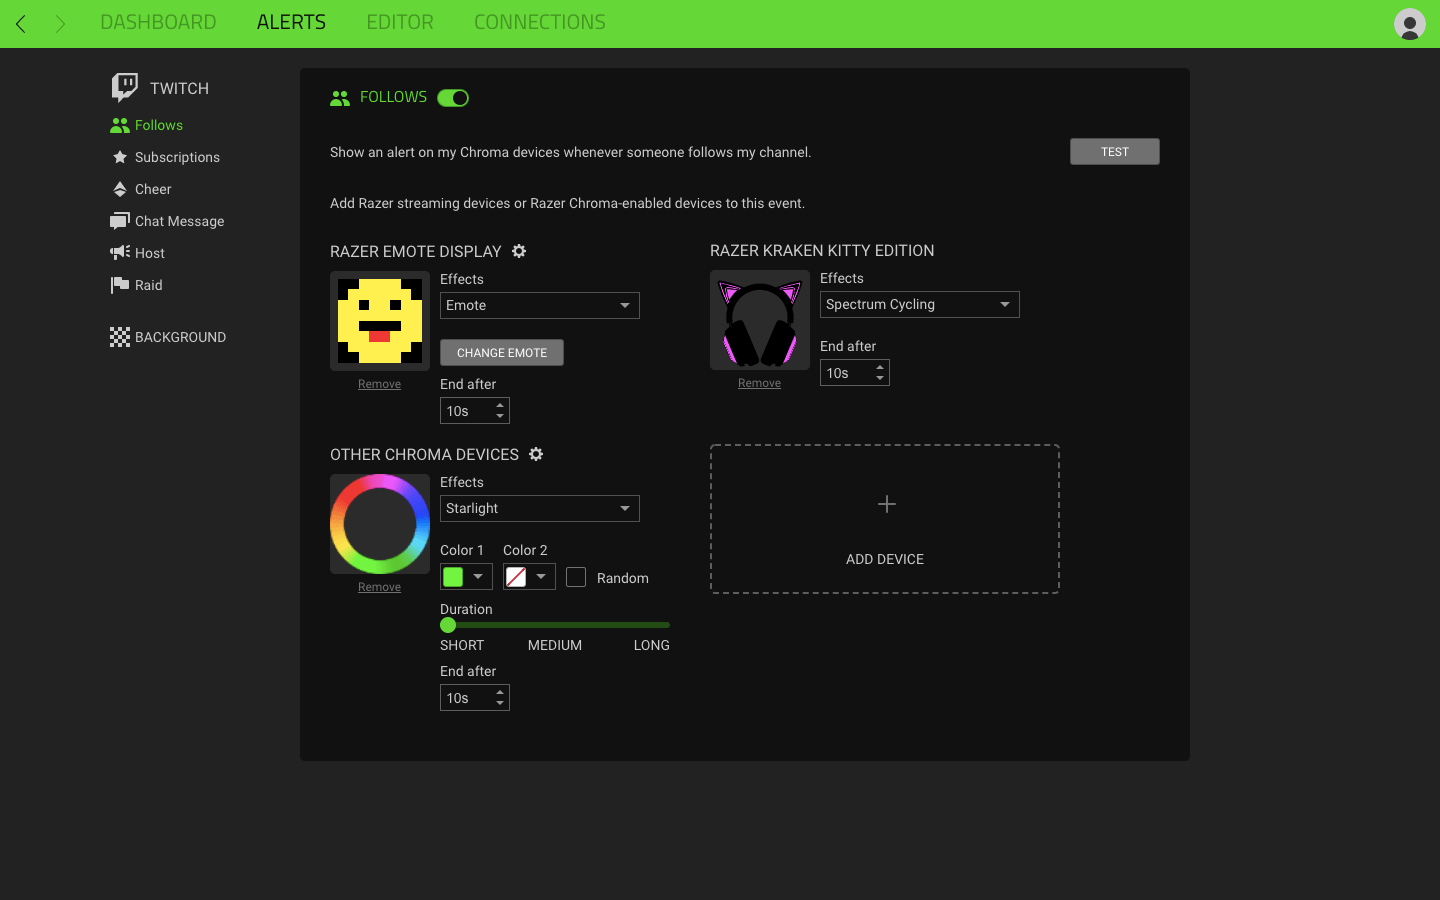 DASHBOARD ALERTS EDITOR CONNECTIONS
TWITCH
Follows
Subscriptions
Cheer
Chat Message
Host
Raid
BACKGROUND
FOLLOWS
Show an alert on my Chroma devices whenever someone follows my channel.
TEST
Add Razer streaming devices or Razer Chroma-enabled devices to this event.
RAZER EMOTE DISPLAY
Effects
Emote
CHANGE EMOTE
Remove
End after
10s
RAZER KRAKEN KITTY EDITION
Effects
Spectrum Cycling
End after
10s
Remove
OTHER CHROMA DEVICES
Effects
Starlight
Color 1 Color 2
Random
Remove
Duration
SHORT MEDIUM LONG
End after
10s
ADD DEVICE